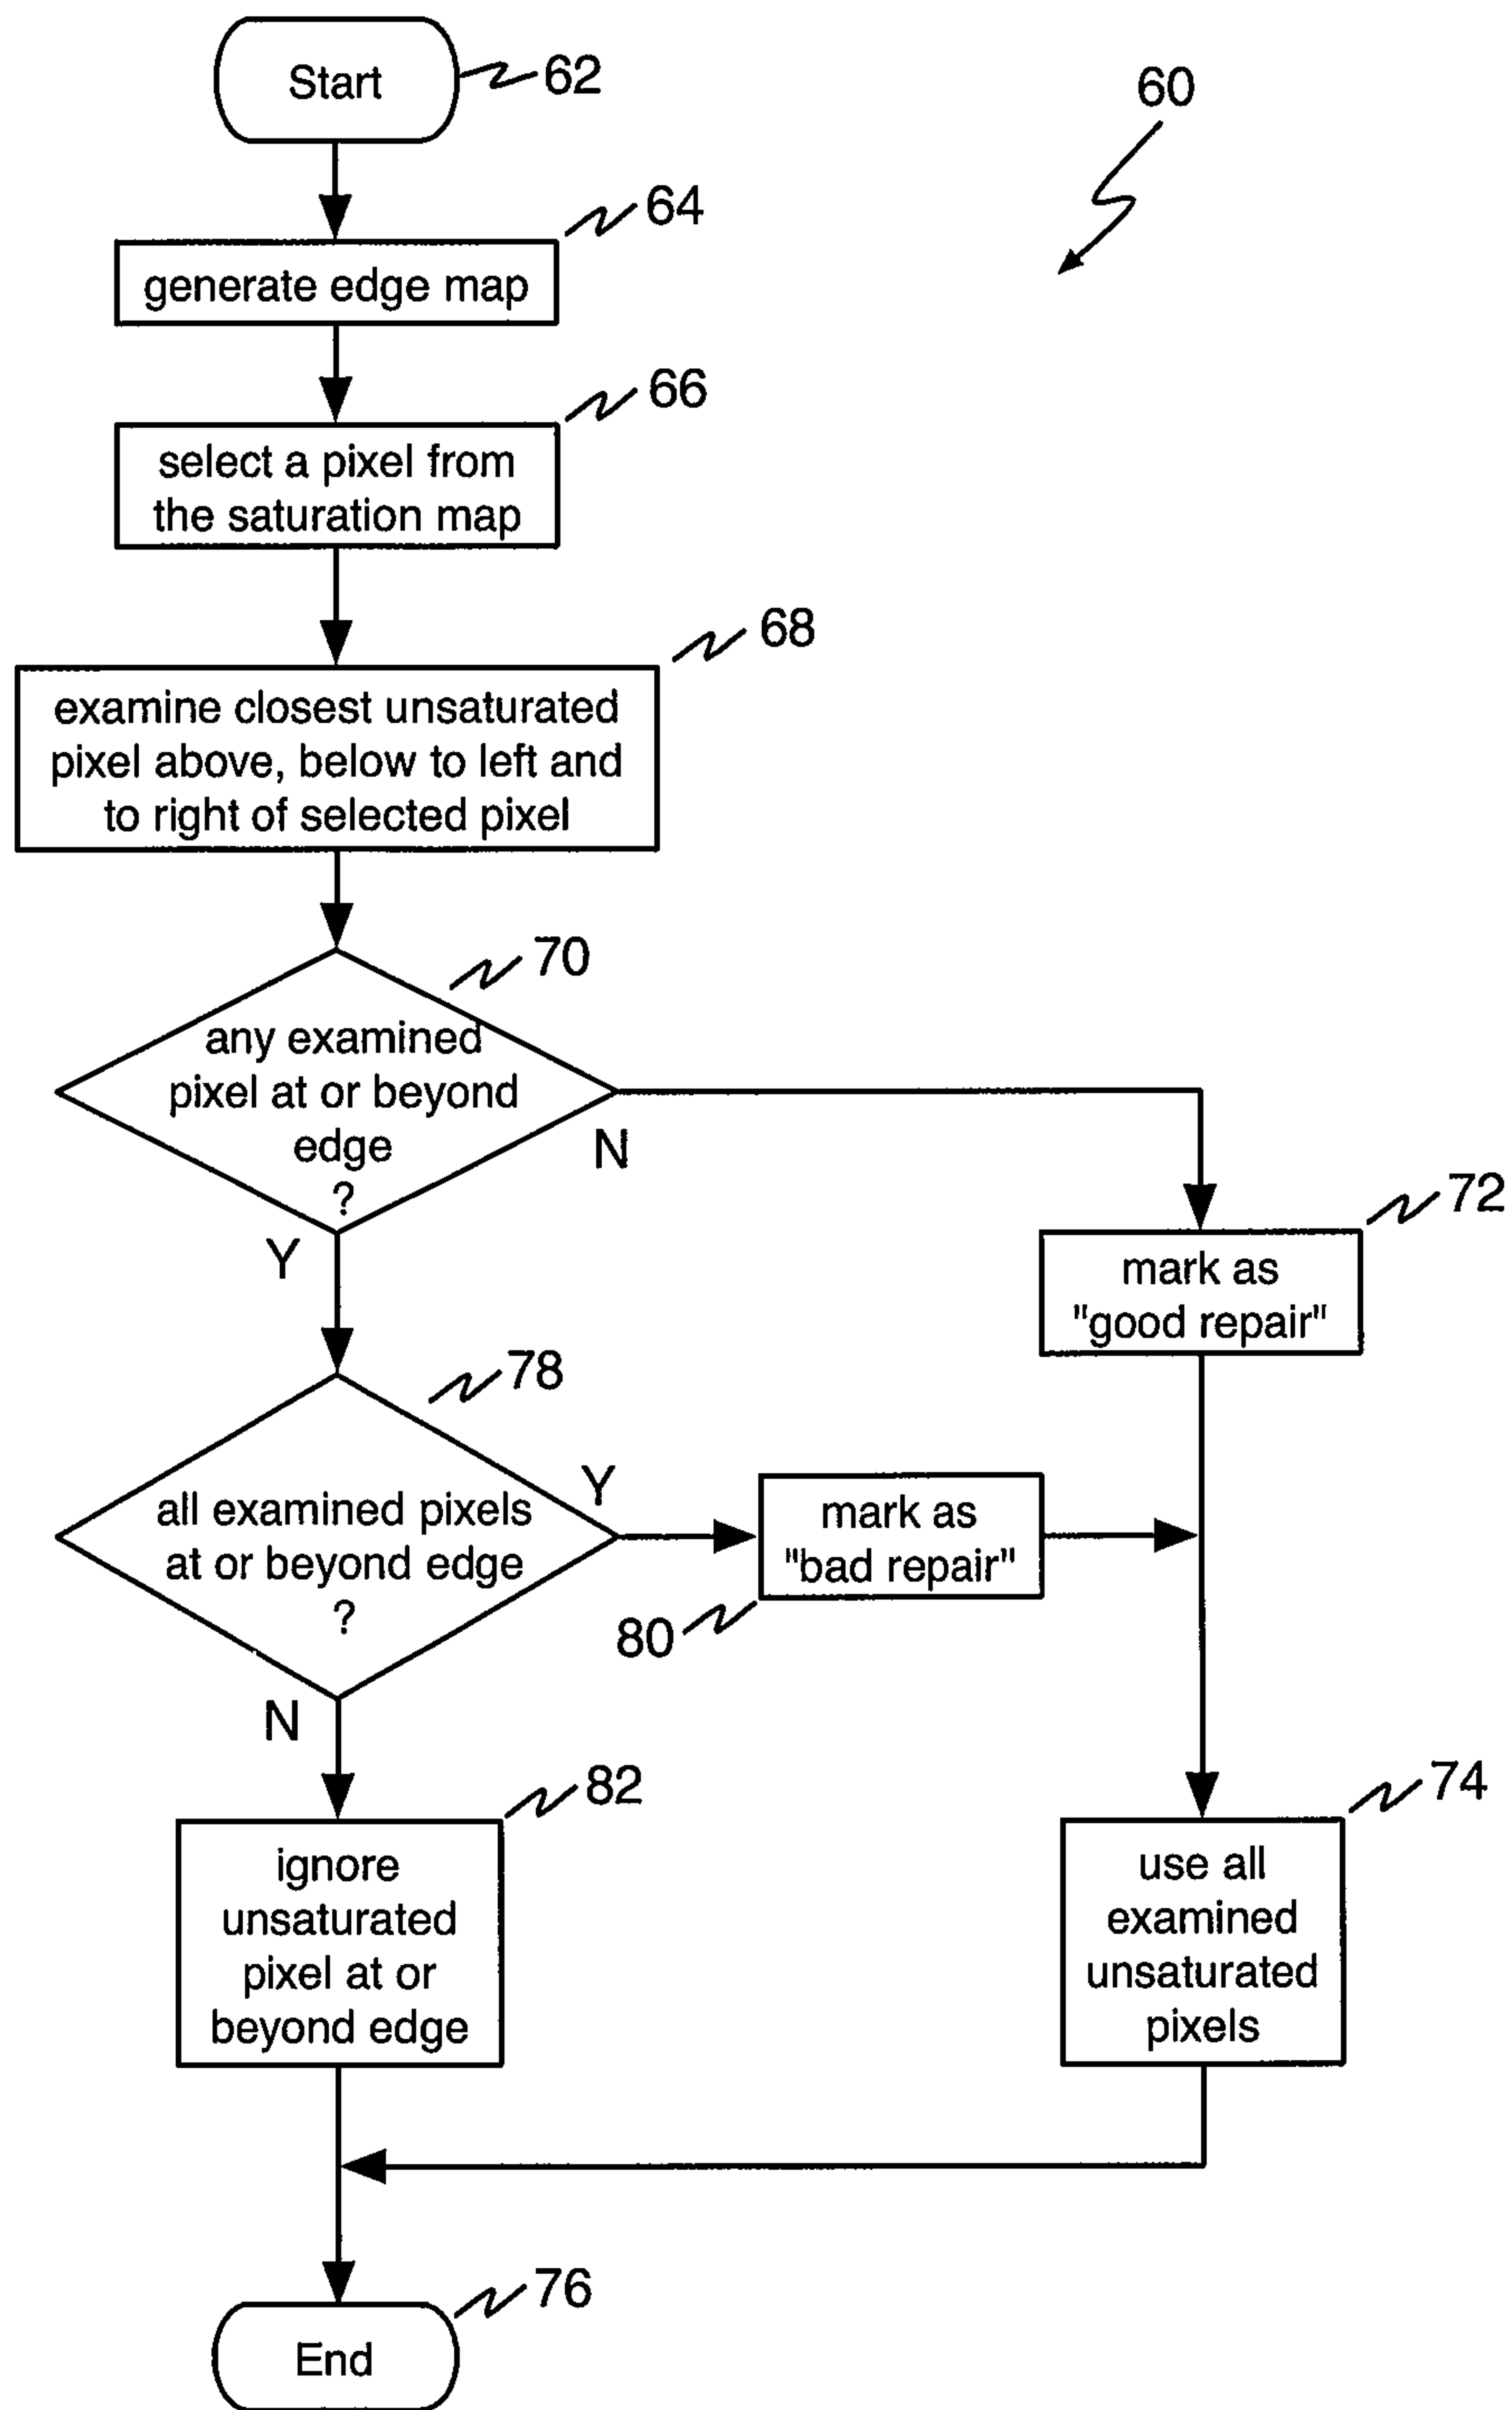 Start
62
60
64
generate edge map
66
select a pixel from
the saturation map
68
examine closest unsaturated
pixel above, below to left and
to right of selected pixel
70
any examined
pixel at or beyond
edge
?
N
Y
72
mark as
"good repair"
78
all examined pixels
at or beyond edge
?
Y
N
mark as
"bad repair"
80
82
ignore
unsaturated
pixel at or
beyond edge
74
use all
examined
unsaturated
pixels
76
End